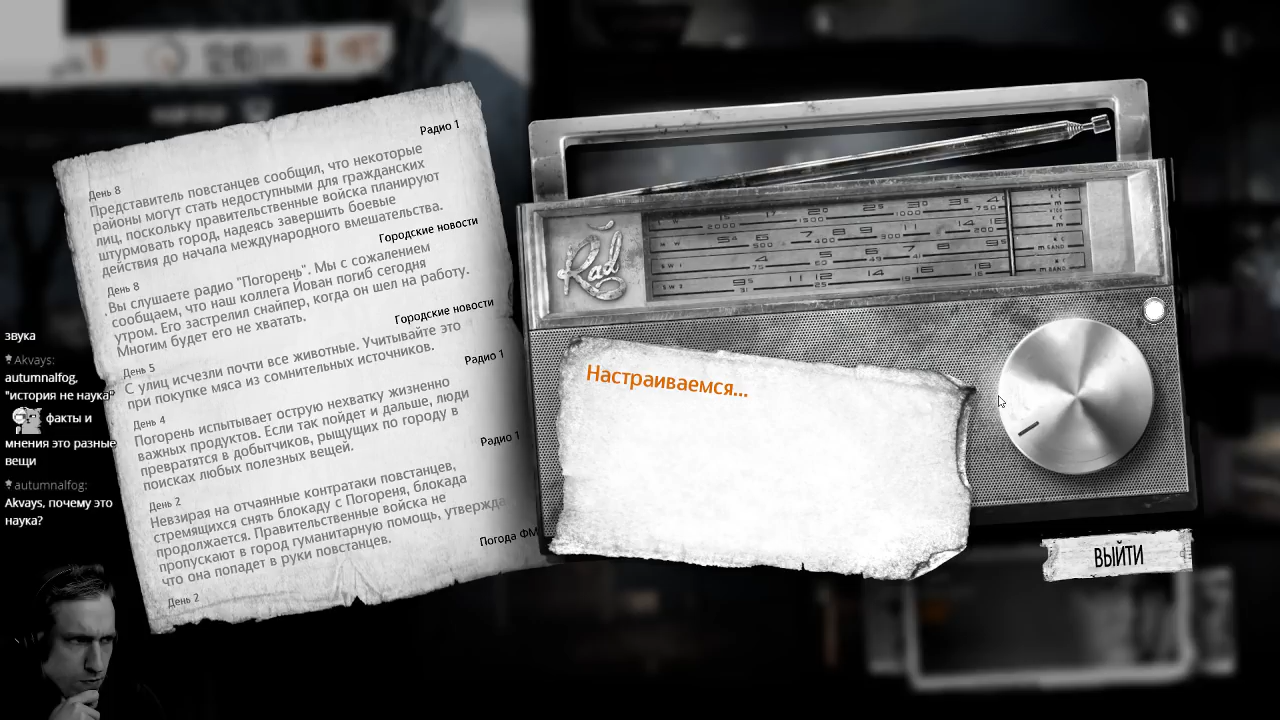 Радио 1
День 8
Представитель повстанцев сообщил, что некоторые
районы могут стать недоступными для гражданских
лиц, поскольку правительственные войска планируют
штурмовать город, надеясь завершить боевые
действия до начала международного вмешательства.
Городские новости
День 8
Вы слушаете радио "Погорень". Мы с сожалением
сообщаем, что наш коллега Йован погиб сегодня
утром. Его застрелил снайпер, когда он шел на работу.
Многим будет его не хватать.
Городские новости
День 5
С улиц исчезли почти все животные. Учитывайте это
при покупке мяса из сомнительных источников.
Радио 1
День 4
Погорень испытывает острую нехватку жизненно
важных продуктов. Если так пойдет и дальше, люди
превратятся в добытчиков, рыщущих по городу в
поисках любых полезных вещей.
Радио 1
День 2
Невзирая на отчаянные контратаки повстанцев,
стремящихся снять блокаду с Погореня, блокада
продолжается. Правительственные войска не
пропускают в город гуманитарную помощь, утвержда
что она попадет в руки повстанцев.
Погода ФМ
День 2
звука
Akvays:
autumnalfog,
"история не наука"
факты и
мнения это разные
вещи
autumnalfog:
Akvays, почему это
наука?
Rad
Настраиваемся...
ВЫЙТИ